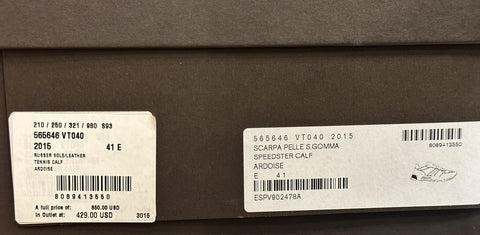 210 / 250 / 321 / 980 S93
565646 VT040
2015 41 E
RUBBER SOLE/LEATHER
TENNIS CALF
ARDOISE
8089413550
A full price of: 850.00 USD
In Outlet at: 429.00 USD 3015
565646 VT040 2015
SCARPA PELLE S.GOMMA
SPEEDSTER CALF
ARDOISE
E 41
ESPV902478A
8089413550